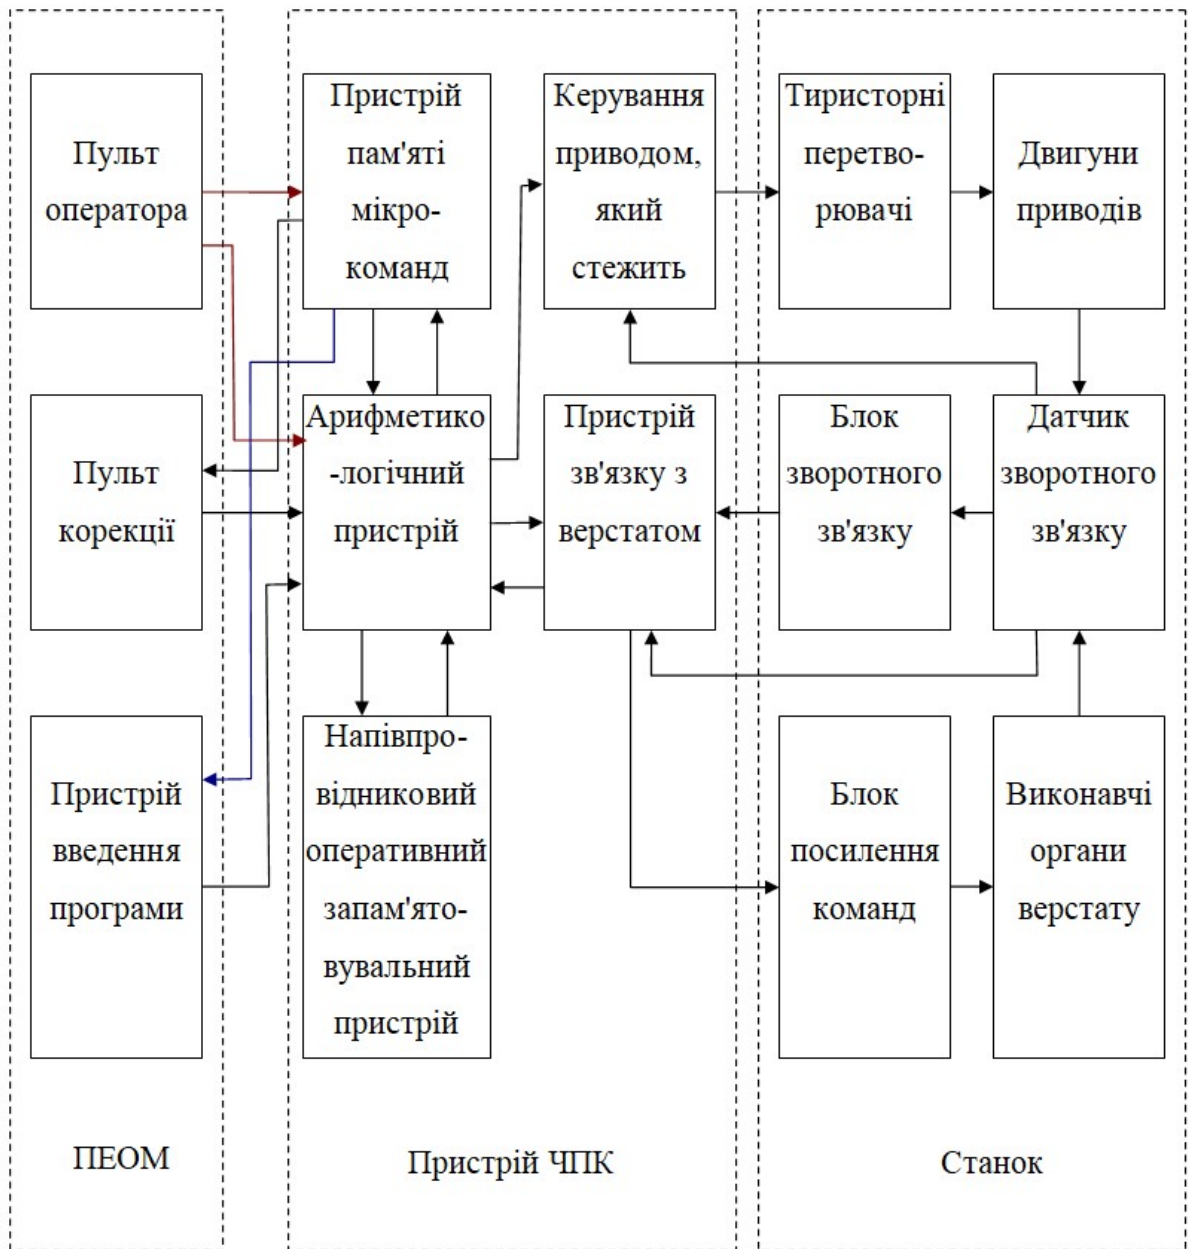 Пульт
оператора
Пристрій
пам'яті
мікро-
команд
Керування
приводом,
який
стежить
Тиристорні
перетво-
рювачі
Двигуни
приводів
Пульт
корекції
Арифметико
-логічний
пристрій
Пристрій
зв'язку з
верстатом
Блок
зворотного
зв'язку
Датчик
зворотного
зв'язку
Пристрій
введення
програми
Напівпро-
відниковий
оперативний
запам'ято-
вувальний
пристрій
Блок
посилення
команд
Виконавчі
органи
верстату
ПЕОМ
Пристрій ЧПК
Станок